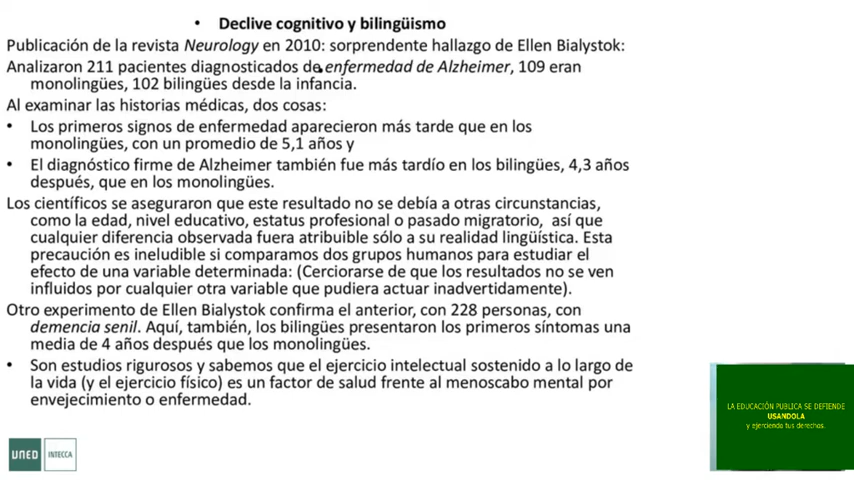 • Declive cognitivo y bilingüismo
Publicación de la revista Neurology en 2010: sorprendente hallazgo de Ellen Bialystok:
Analizaron 211 pacientes diagnosticados de enfermedad de Alzheimer, 109 eran
monolingües, 102 bilingües desde la infancia.
Al examinar las historias médicas, dos cosas:
• Los primeros signos de enfermedad aparecieron más tarde que en los
monolingües, con un promedio de 5,1 años y
• El diagnóstico firme de Alzheimer también fue más tardío en los bilingües, 4,3 años
después, que en los monolingües.
Los científicos se aseguraron que este resultado no se debía a otras circunstancias,
como la edad, nivel educativo, estatus profesional o pasado migratorio, así que
cualquier diferencia observada fuera atribuible sólo a su realidad lingüística. Esta
precaución es ineludible si comparamos dos grupos humanos para estudiar el
efecto de una variable determinada: (Cerciorarse de que los resultados no se ven
influidos por cualquier otra variable que pudiera actuar inadvertidamente).
Otro experimento de Ellen Bialystok confirma el anterior, con 228 personas, con
demencia senil. Aquí, también, los bilingües presentaron los primeros síntomas una
media de 4 años después que los monolingües.
• Son estudios rigurosos y sabemos que el ejercicio intelectual sostenido a lo largo de
la vida (y el ejercicio físico) es un factor de salud frente al menoscabo mental por
envejecimiento o enfermedad.
LA EDUCACIÓN PUBLICA SE DEFIENDE
USANDOLA
y ejerciendo tus derechos.
UNED INTECCA